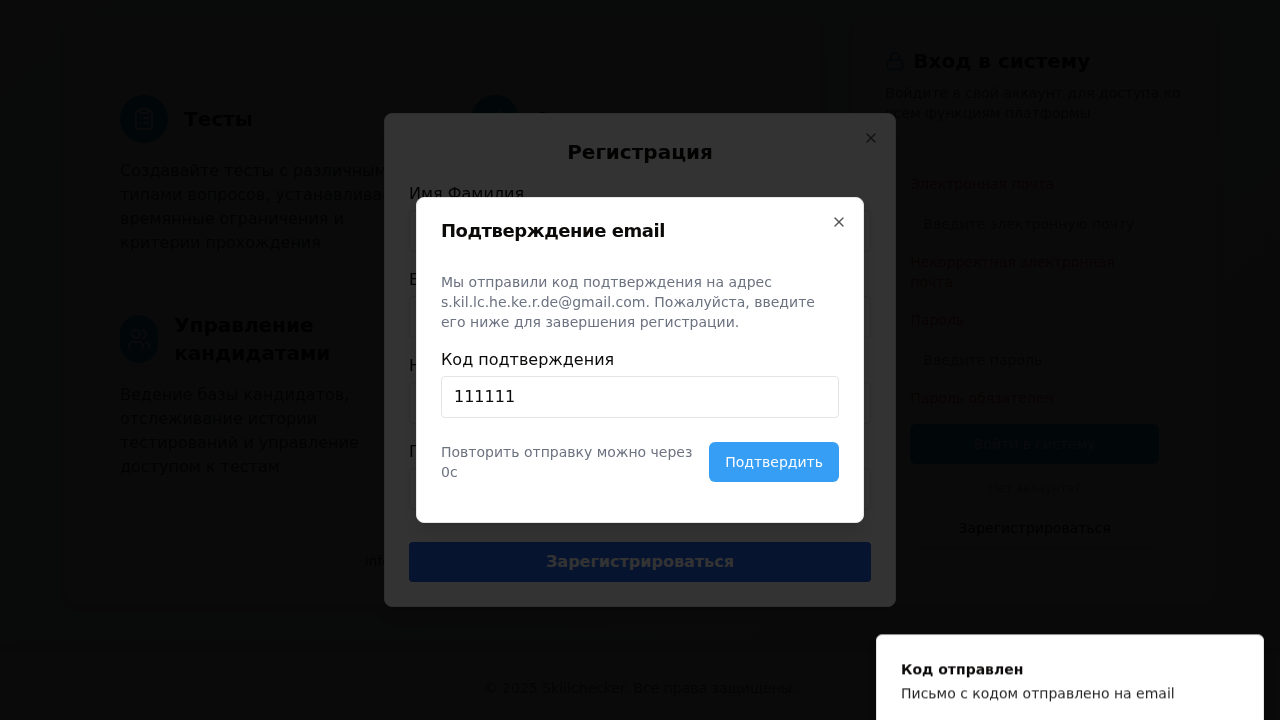 Вход в систему
Войдите в свой аккаунт для доступа ко
всем функциям платформы
Тесты
Создавайте тесты с различным
типами вопросов, устанавлива
времянные ограничения и
критерии прохождения
Управление
кандидатами
Ведение базы кандидатов,
отслеживание истории
тестирований и управление
доступом к тестам
Регистрация
Имя Фамилия
Подтверждение email
Мы отправили код подтверждения на адрес
s.kil.lc.he.ke.r.de@gmail.com. Пожалуйста, введите
его ниже для завершения регистрации.
Код подтверждения
111111
Повторить отправку можно через
0с
Подтвердить
Зарегистрироваться
Электронная почта
Введите электронную почту
Некорректная электронная
почта
Пароль
Введите пароль
Пароль обязателен
Войти в систему
Нет аккаунта?
Зарегистрироваться
© 2025 Skillchecker. Все права защищены.
Код отправлен
Письмо с кодом отправлено на email